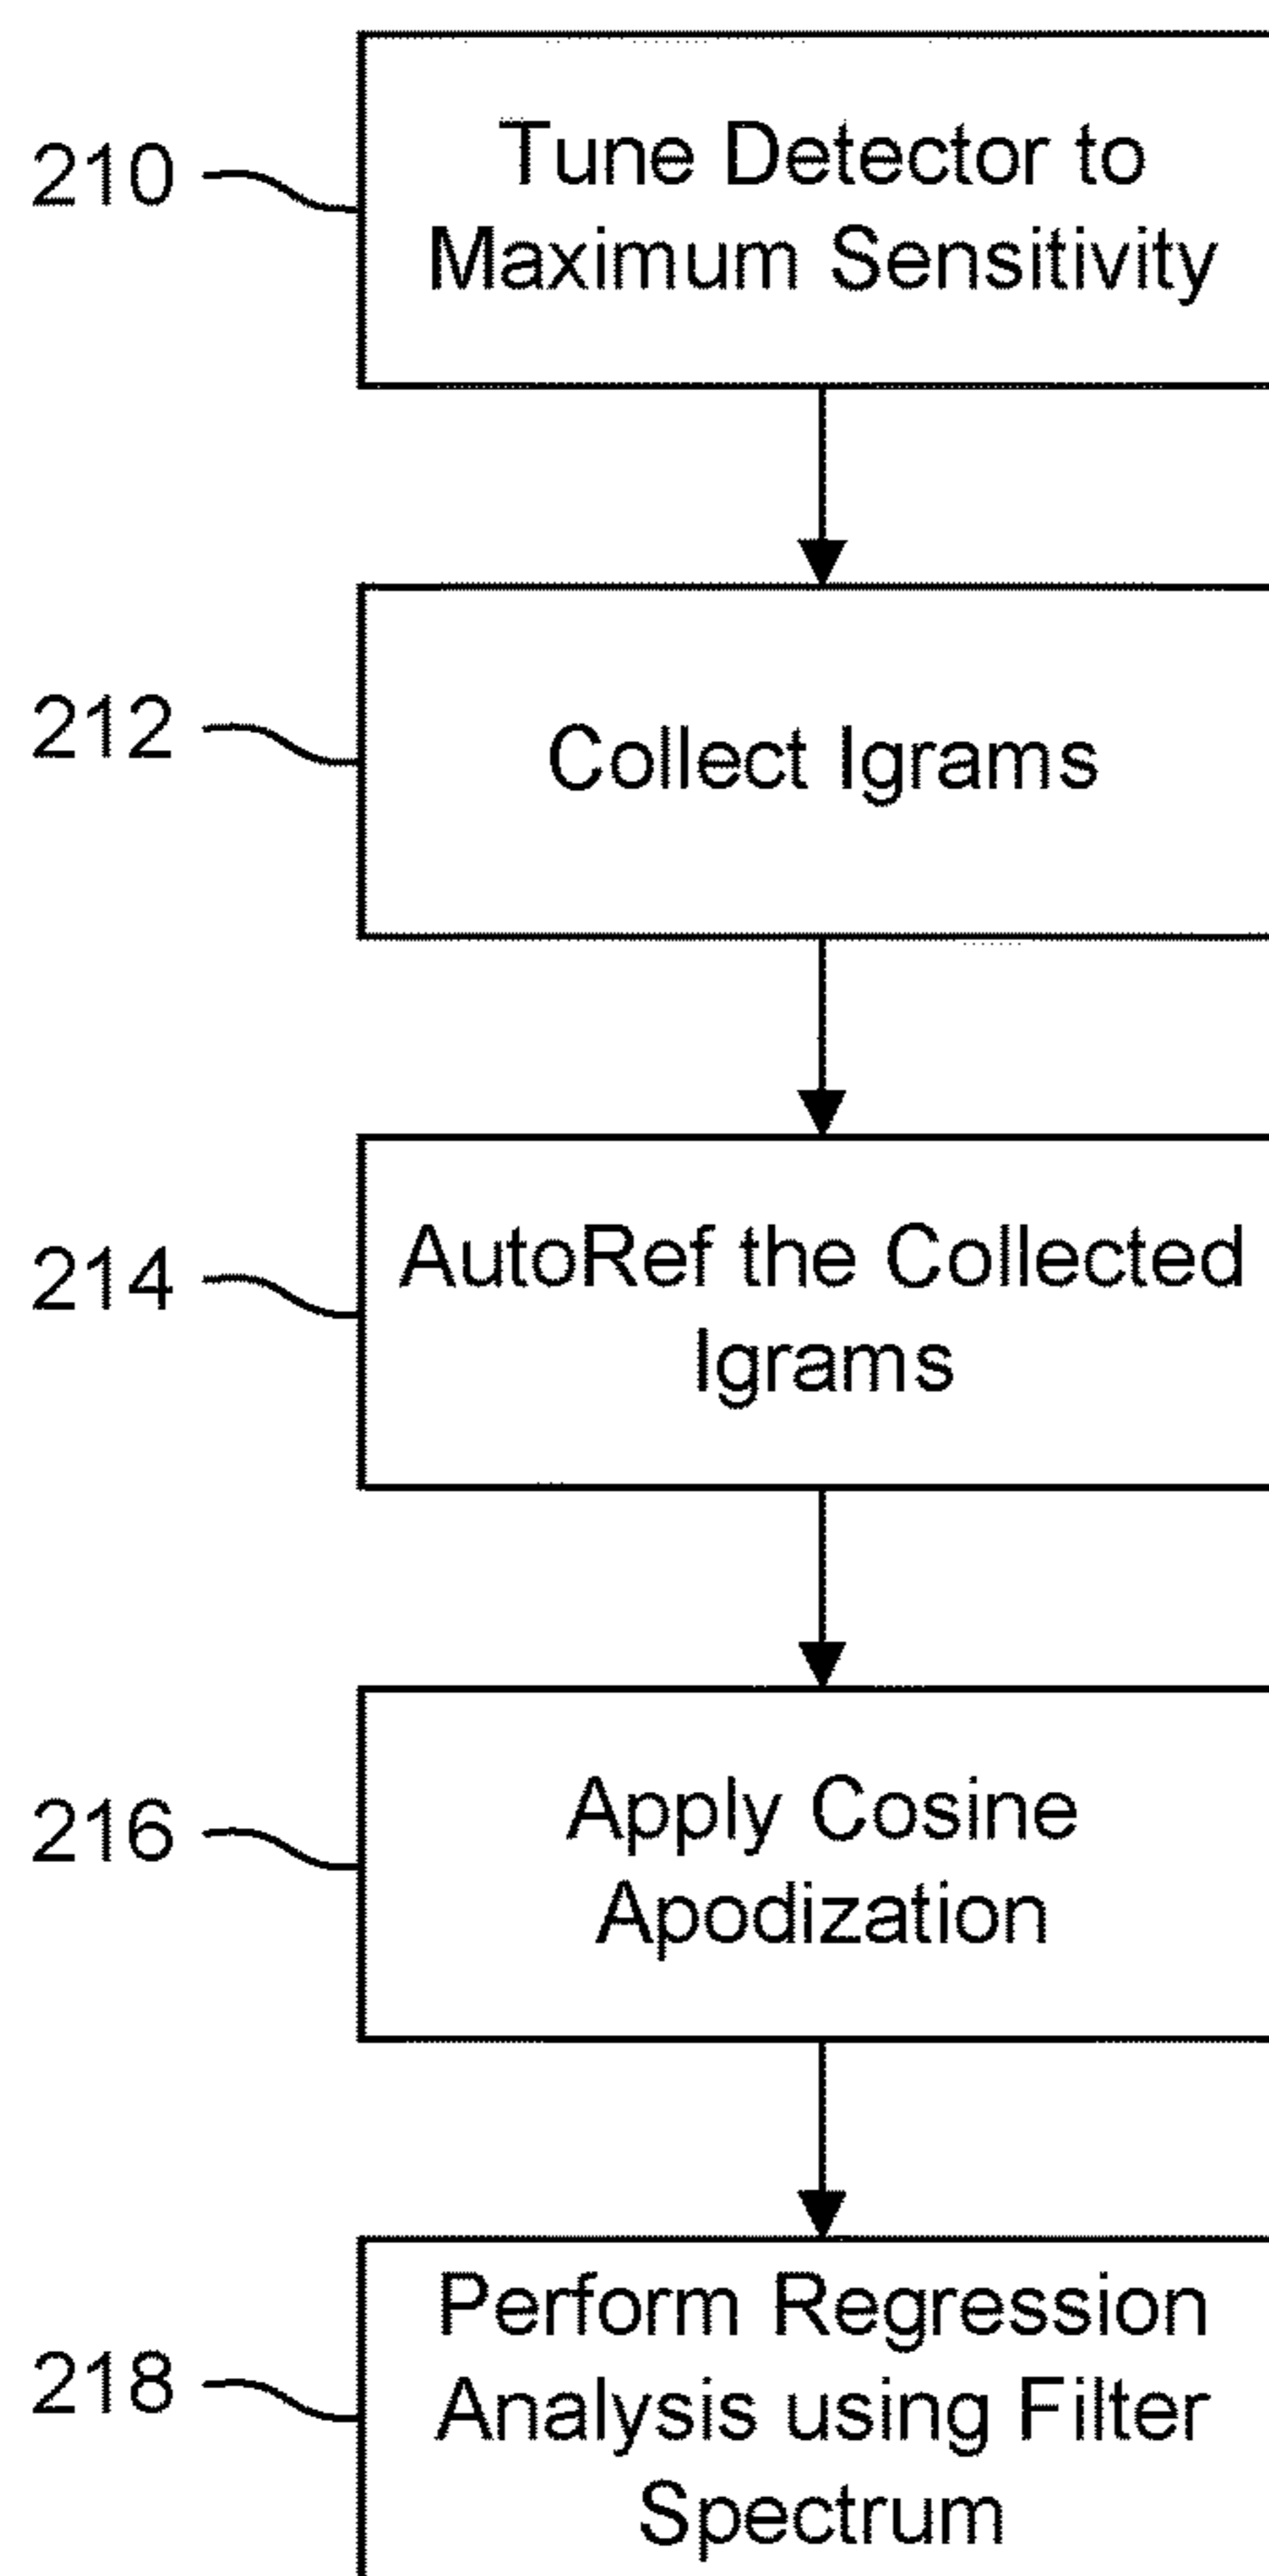 210
Tune Detector to
Maximum Sensitivity
212
Collect Igrams
214
AutoRef the Collected
Igrams
216
Apply Cosine
Apodization
218
Perform Regression
Analysis using Filter
Spectrum